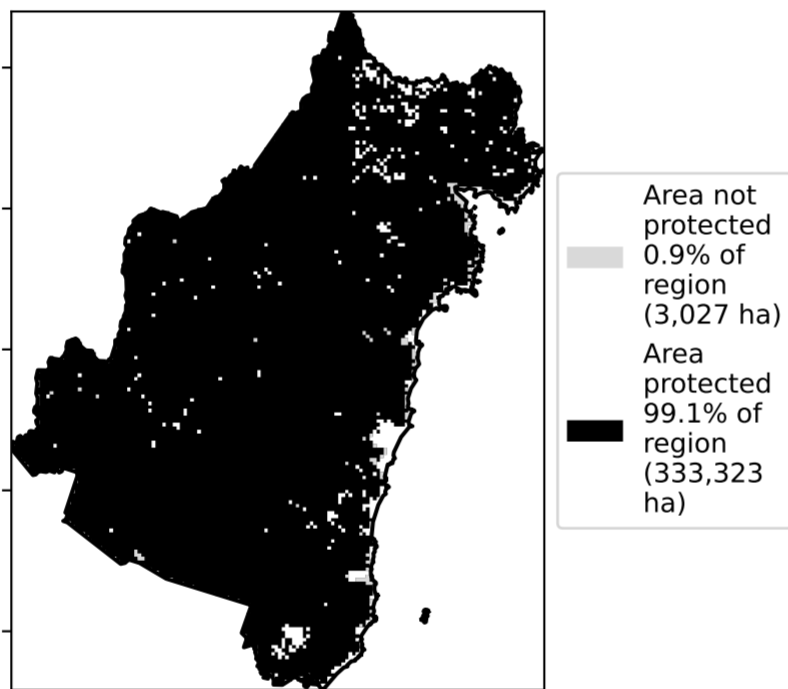 Area not
protected
0.9% of
region
(3,027 ha)
Area
protected
99.1% of
region
(333,323
ha)